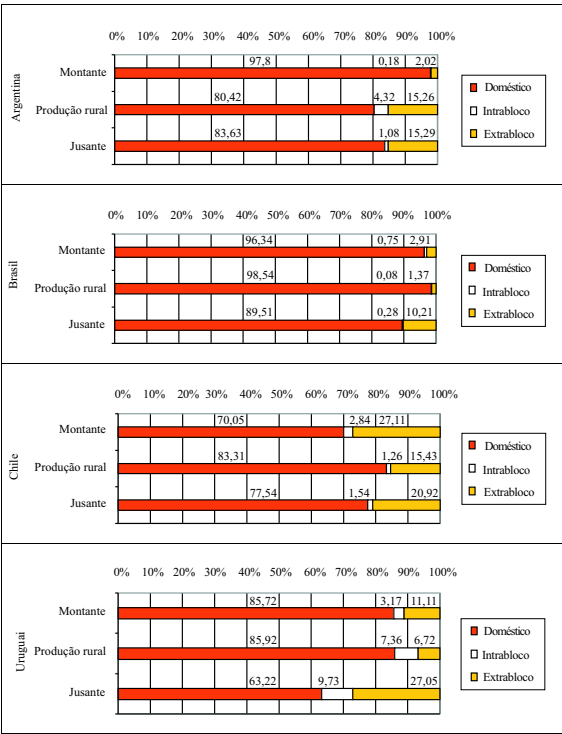 Argentina
0% 10% 20% 30% 40% 50% 60% 70% 80% 90% 100%
97,8 0,18 2,02
Montante
80,42 4,32 15,26
Produção rural
83,63 1,08 15,29
Jusante
Doméstico
Intrabloco
Extrabloco
Brasil
0% 10% 20% 30% 40% 50% 60% 70% 80% 90% 100%
96,34 0,75 2,91
Montante
98,54 0,08 1,37
Produção rural
89,51 0,28 10,21
Jusante
Doméstico
Intrabloco
Extrabloco
Chile
0% 10% 20% 30% 40% 50% 60% 70% 80% 90% 100%
70,05 2,84 27,11
Montante
83,31 1,26 15,43
Produção rural
77,54 1,54 20,92
Jusante
Doméstico
Intrabloco
Extrabloco
Uruguai
0% 10% 20% 30% 40% 50% 60% 70% 80% 90% 100%
85,72 3,17 11,11
Montante
85,92 7,36 6,72
Produção rural
63,22 9,73 27,05
Jusante
Doméstico
Intrabloco
Extrabloco